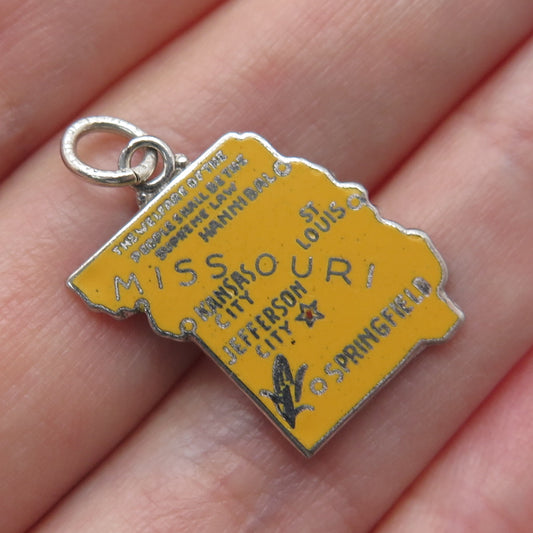 THE WELFARE OF THE
PEOPLE SHALL BE THE
SUPREME LAW
HANNIBAL
ST
LOUIS
MISSOURI
KANSAS
CITY
JEFFERSON
CITY
SPRINGFIELD